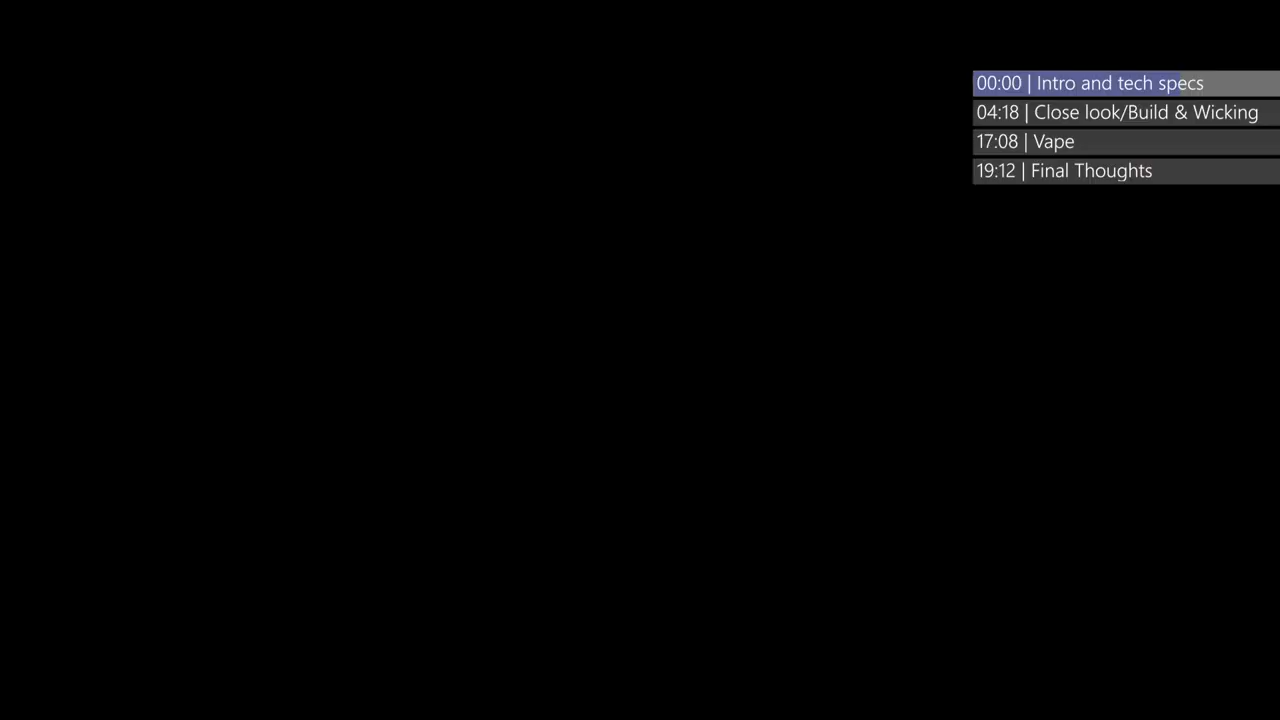 00:00 | Intro and tech specs
04:18 | Close look/Build & Wicking
17:08 | Vape
19:12 | Final Thoughts